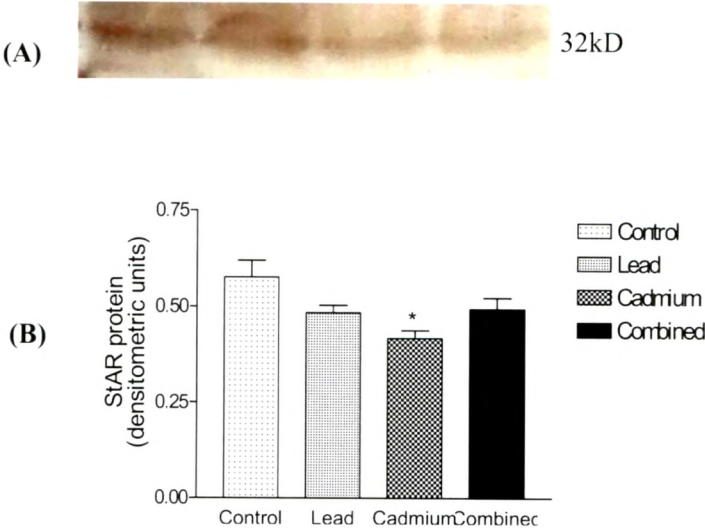 (A)
32kD
(B)
StAR protein
(densitometric units)
0.75
0.50
0.25
0.00
*
Control
Lead
Cadmium
Combined
Control Lead Cadmium Combined